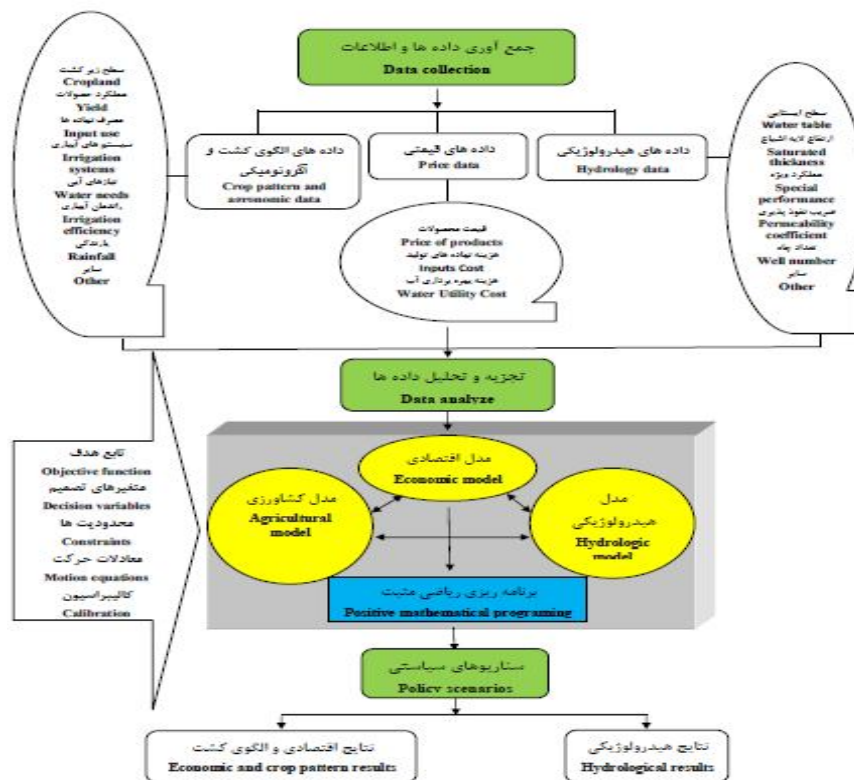 جمع آوری داده ها و اطلاعات
Data collection
سطح زیر کشت
Cropland
عملکرد حصولات
Yield
مصرف نهاده ها
Input use
سیستم های آبیاری
Irrigation
systems
نیازهای آبی
Water needs
راندمان آبیاری
Irrigation
efficiency
بارندگی
Rainfall
سایر
Other
داده های الگوی کشت و
آگرونومیکی
Crop pattern and
agronomic data
داده های قیمتی
Price data
داده های هیدرولوژیکی
Hydrology data
سطح ایستابی
Water table
ارتفاع لایه اشباع
Saturated
thickness
عملکرد ویژه
Special
performance
ضریب نفوذ پذیری
Permeability
coefficient
تعداد چاه
Well number
سایر
Other
قیمت محصولات
Price of products
هزینه نهاده های تولید
Inputs Cost
هزینه بهره برداری آب
Water Utility Cost
تجزیه و تحلیل داده ها
Data analyze
تابع هدف
Objective function
متغیرهای تصمیم
Decision variables
محدودیت ها
Constraints
معادلات حرکت
Motion equations
کالیبراسیون
Calibration
مدل اقتصادی
Economic model
مدل کشاورزی
Agricultural
model
مدل
هیدرولوژیکی
Hydrologic
model
برنامه ریزی ریاضی مثبت
Positive mathematical programing
سناریوهای سیاستی
Policy scenarios
نتایج اقتصادی و الگوی کشت
Economic and crop pattern results
نتایج هیدرولوژیکی
Hydrological results